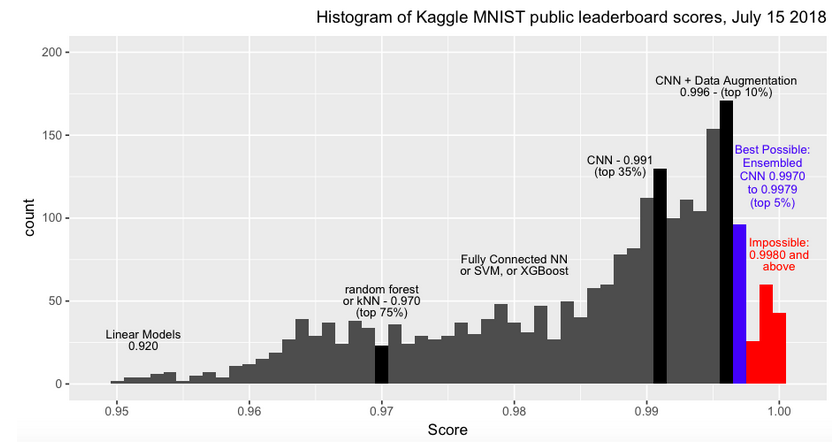 Histogram of Kaggle MNIST public leaderboard scores, July 15 2018
200
150
100
50
0
count
CNN + Data Augmentation
0.996 - (top 10%)
CNN - 0.991
(top 35%)
Best Possible:
Ensembled
CNN 0.9970
to 0.9979
(top 5%)
Impossible:
0.9980 and
above
Fully Connected NN
or SVM, or XGBoost
random forest
or kNN - 0.970
(top 75%)
Linear Models
0.920
0.95
0.96
0.97
0.98
0.99
1.00
Score